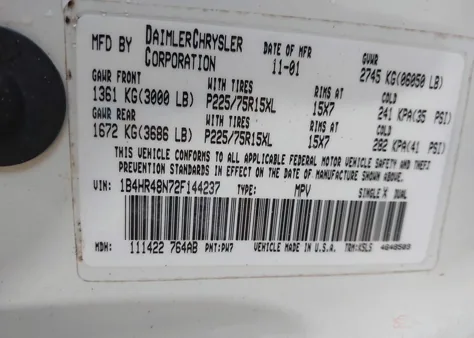 MFD BY DAIMLERCHRYSLER CORPORATION DATE OF MFR 11-01 GVWR 2745 KG(06050 LB)
GAWR FRONT WITH TIRES RIMS AT COLD
1361 KG(3000 LB) P225/75R15XL 15X7 241 KPA(35 PSI)
GAWR REAR WITH TIRES RIMS AT COLD
1672 KG(3686 LB) P225/75R15XL 15X7 282 KPA(41 PSI)
THIS VEHICLE CONFORMS TO ALL APPLICABLE FEDERAL MOTOR VEHICLE SAFETY AND THEFT
PREVENTION STANDARDS IN EFFECT ON THE DATE OF MANUFACTURE SHOWN ABOVE.
VIN: 1B4HR48N72F144237 TYPE: MPV SINGLE X DUAL
MDH: 111422 764AB PNT:PW7 VEHICLE MADE IN U.S.A. TRM:K5L5